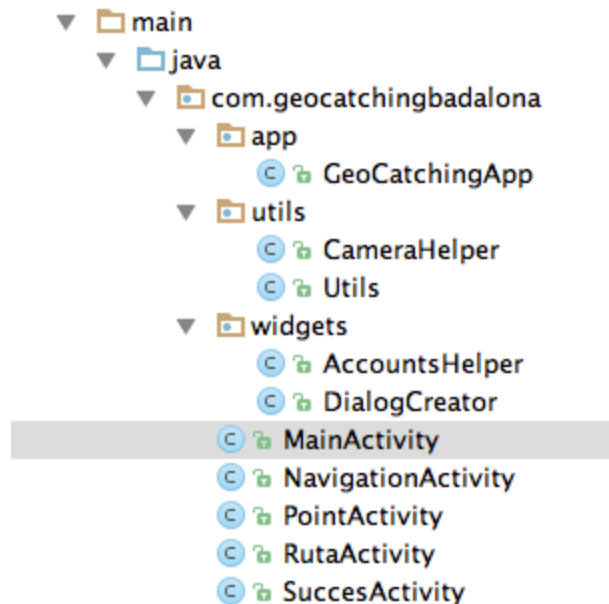 main
java
com.geocatchingbadalona
app
GeoCatchingApp
utils
CameraHelper
Utils
widgets
AccountsHelper
DialogCreator
MainActivity
NavigationActivity
PointActivity
RutaActivity
SuccesActivity